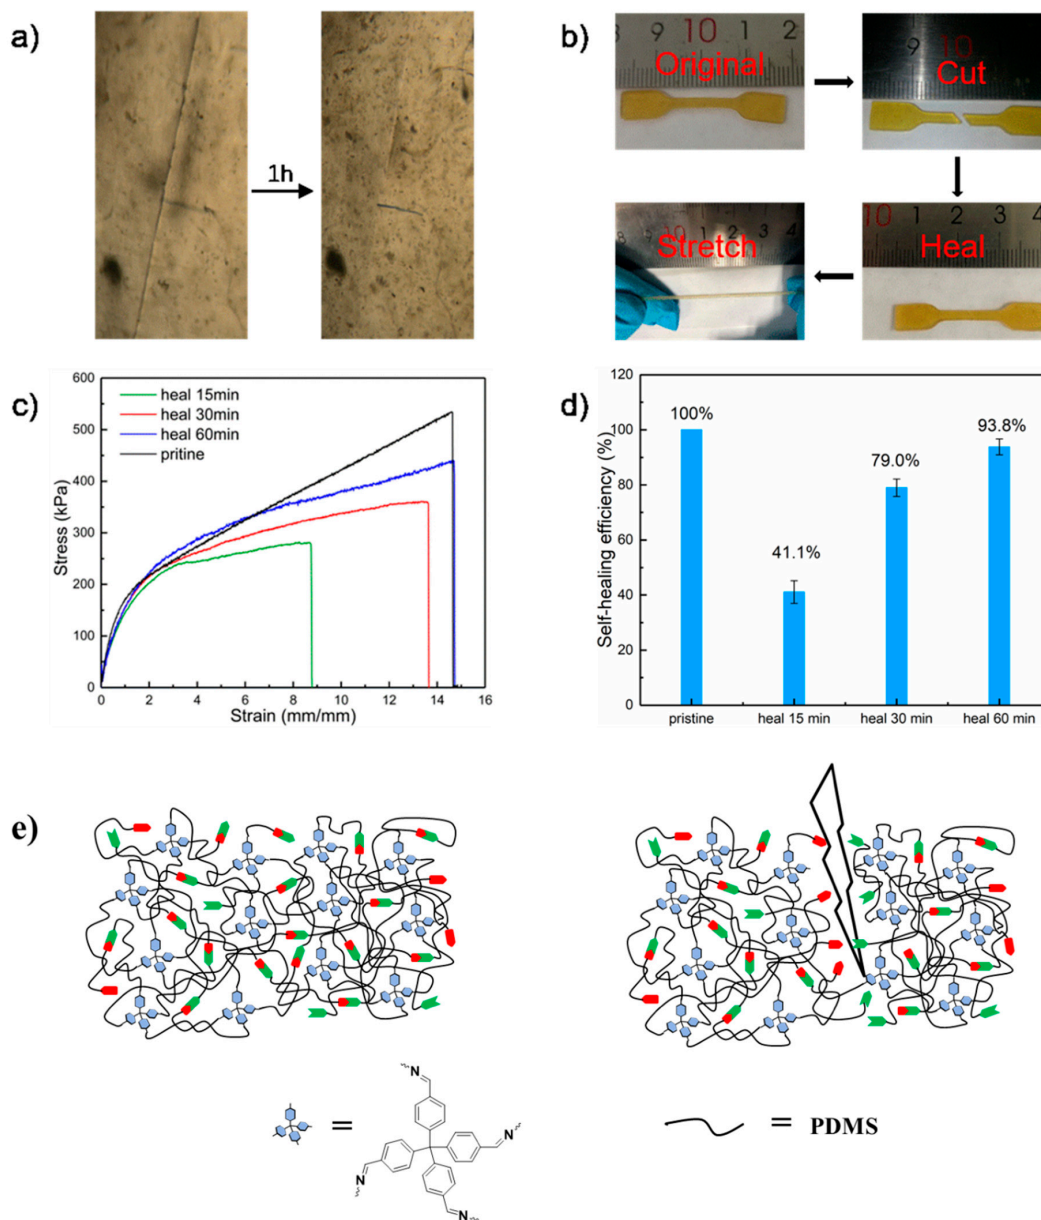 a)
1h
b)
8 9 10 1 2
Original
9 10
Cut
8 9 10 1 2 3 4
Stretch
10 1 2 3 4
Heal
c)
600
500
400
300
200
100
0
Stress (kPa)
heal 15min
heal 30min
heal 60min
pritine
0 2 4 6 8 10 12 14 16
Strain (mm/mm)
d)
120
100
80
60
40
20
0
Self-healing efficiency (%)
100%
41.1%
79.0%
93.8%
pristine heal 15 min heal 30 min heal 60 min
e)
=
N
N
N
N
= PDMS